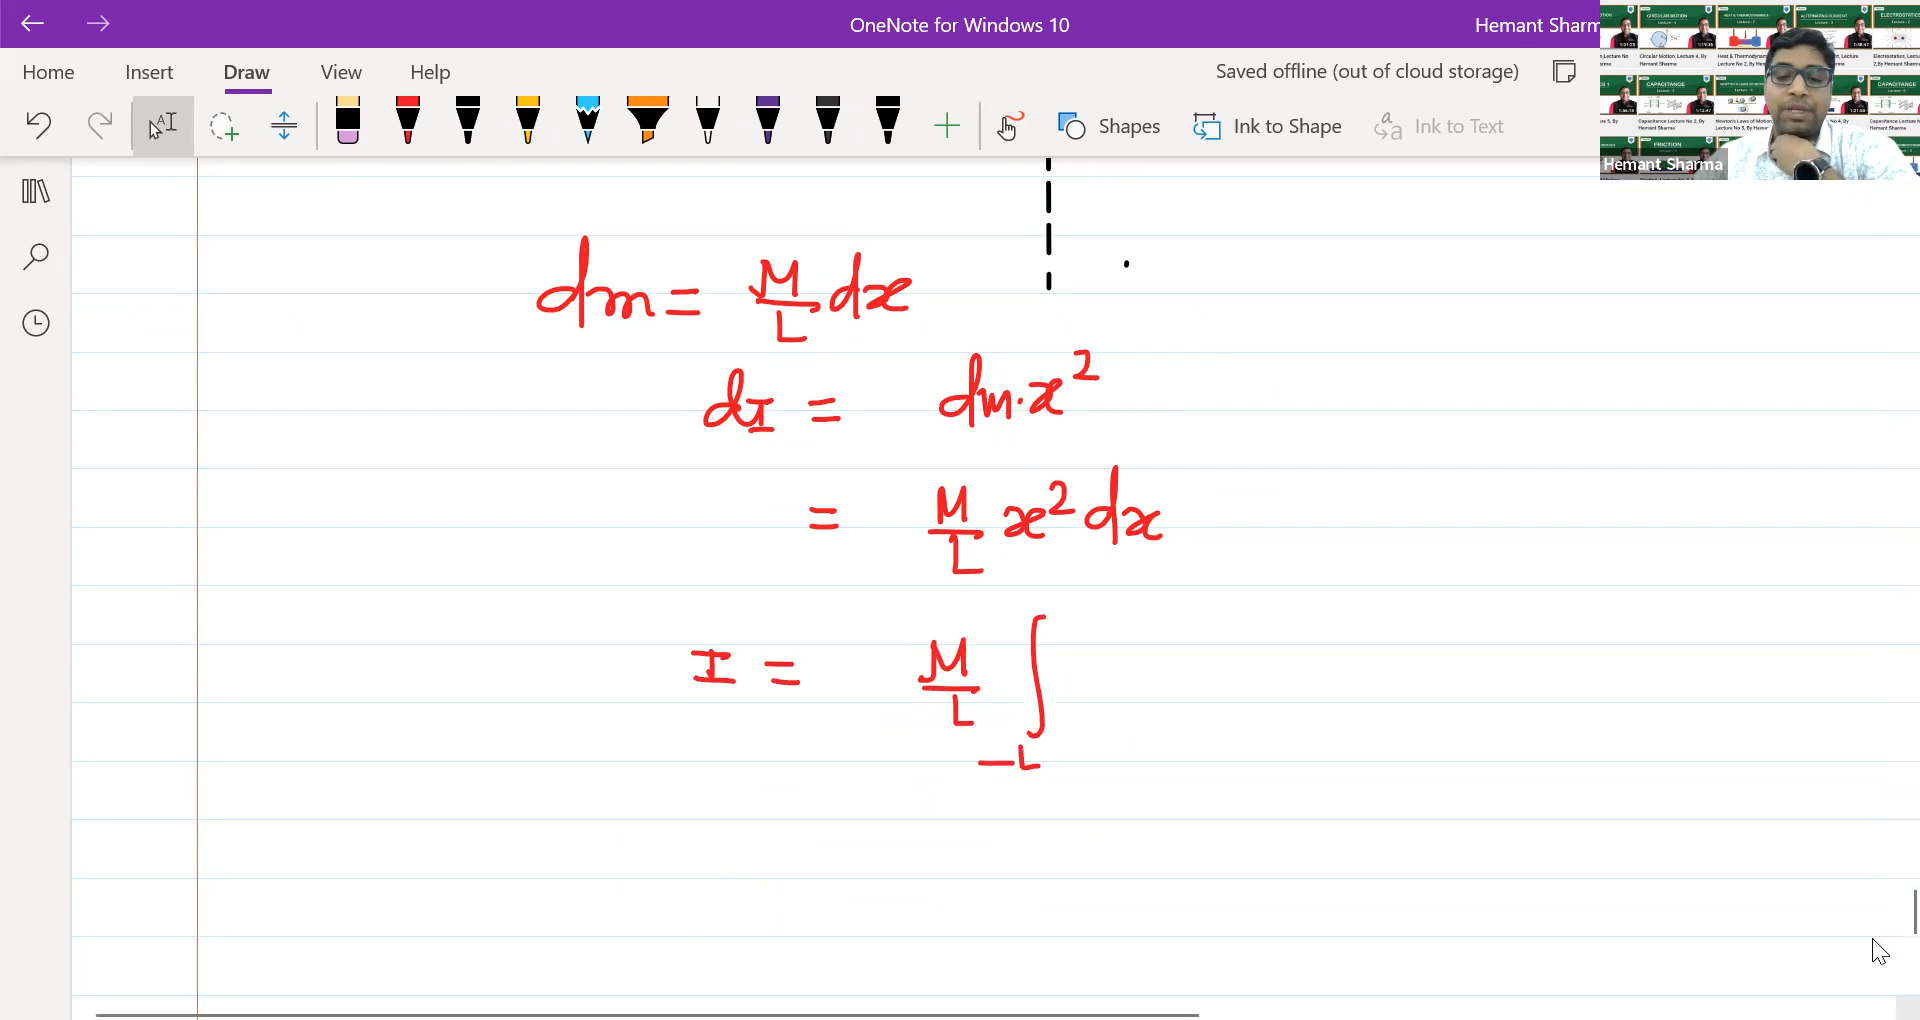 OneNote for Windows 10
Hemant Sharm
Home Insert Draw View Help
Saved offline (out of cloud storage)
Shapes Ink to Shape Ink to Text
Hemant Sharma
dm = M/L dx
dI = dm·x²
= M/L x² dx
I = M/L ∫
-L